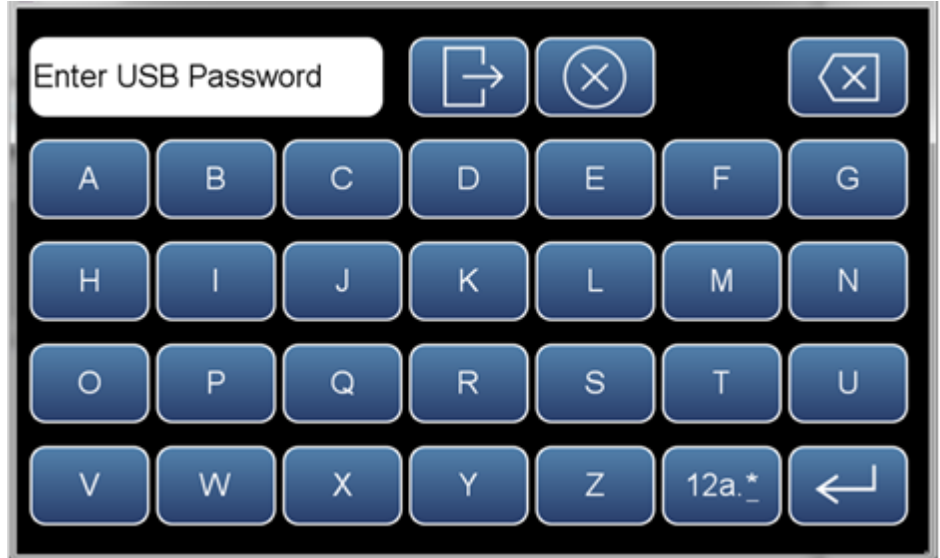 Enter USB Password
A B C D E F G
H I J K L M N
O P Q R S T U
V W X Y Z 12a.*_